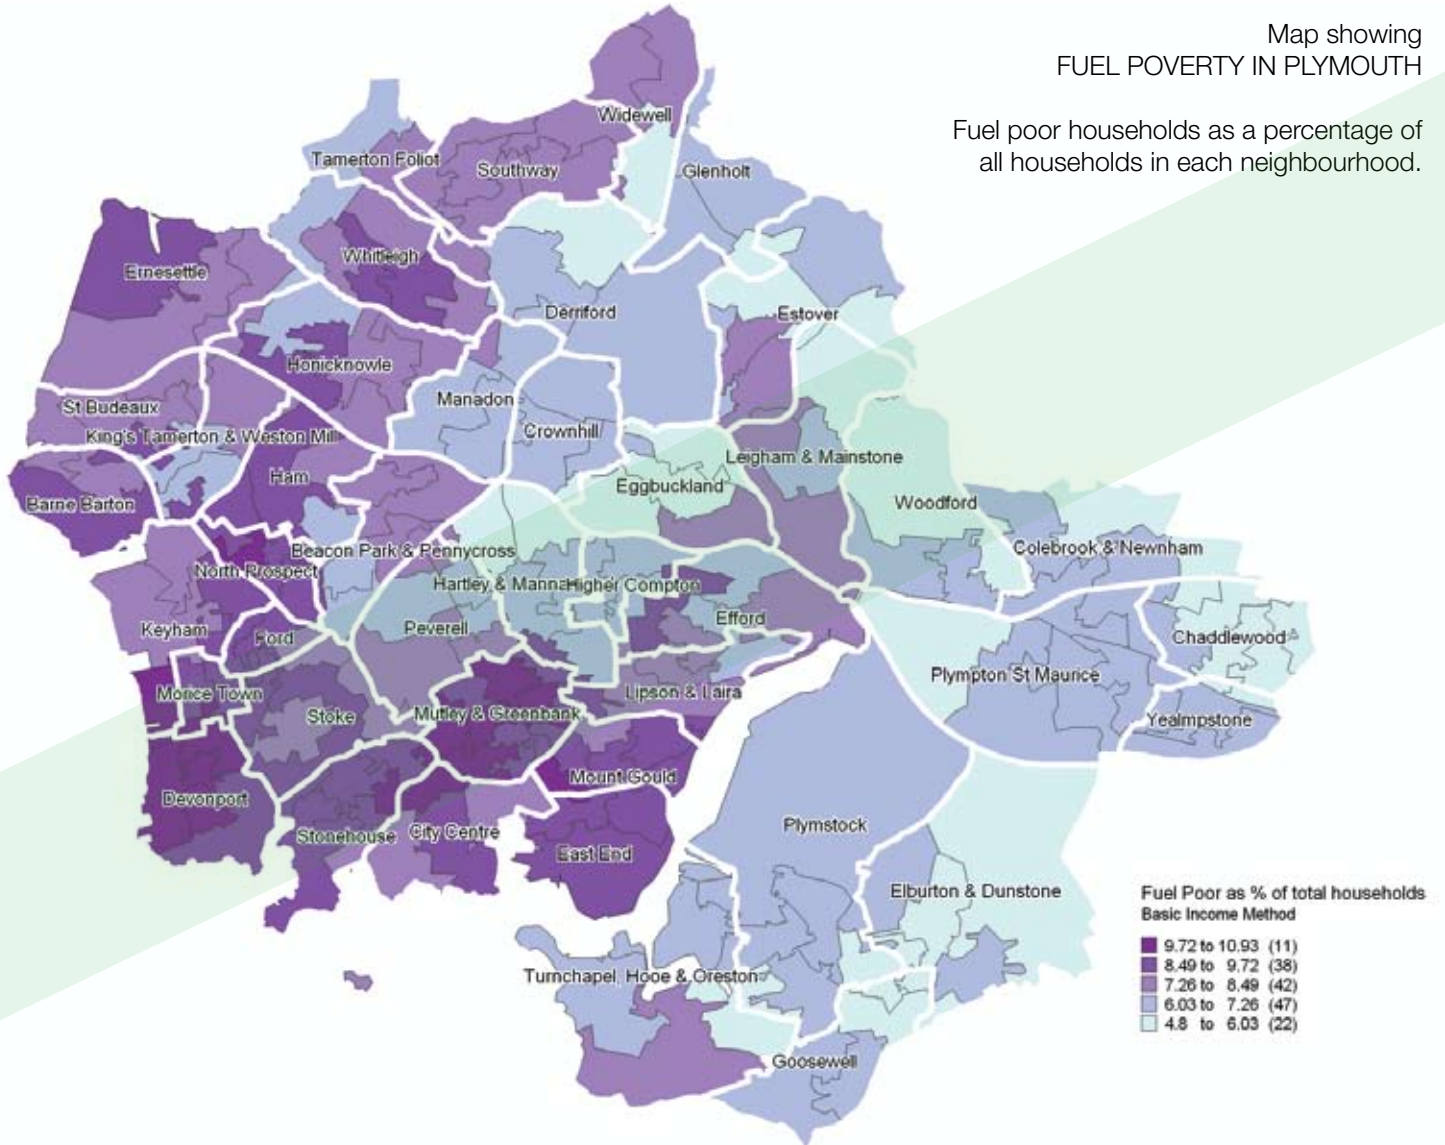 Map showing
FUEL POVERTY IN PLYMOUTH
Fuel poor households as a percentage of
all households in each neighbourhood.
Widewell
Tamerton Foliot
Southway
Glenholt
Whitleigh
Ernesettle
Derriford
Estover
Honicknowle
Manadon
St Budeaux
Crownhill
King's Tamerton & Weston Mill
Leigham & Mainstone
Ham
Eggbuckland
Barne Barton
Woodford
Beacon Park & Pennycross
Colebrook & Newnham
North Prospect
Hartley & Manna
Higher Compton
Efford
Keyham
Peverell
Ford
Chaddlewood
Plympton St Maurice
Morice Town
Lipson & Laira
Stoke
Mutley & Greenbank
Yealmpstone
Mount Gould
Devonport
Plymstock
Stonehouse
City Centre
East End
Elburton & Dunstone
Turnchapel, Hooe & Oreston
Goosewell
Fuel Poor as % of total households
Basic Income Method
9.72 to 10.93 (11)
8.49 to 9.72 (38)
7.26 to 8.49 (42)
6.03 to 7.26 (47)
4.8 to 6.03 (22)